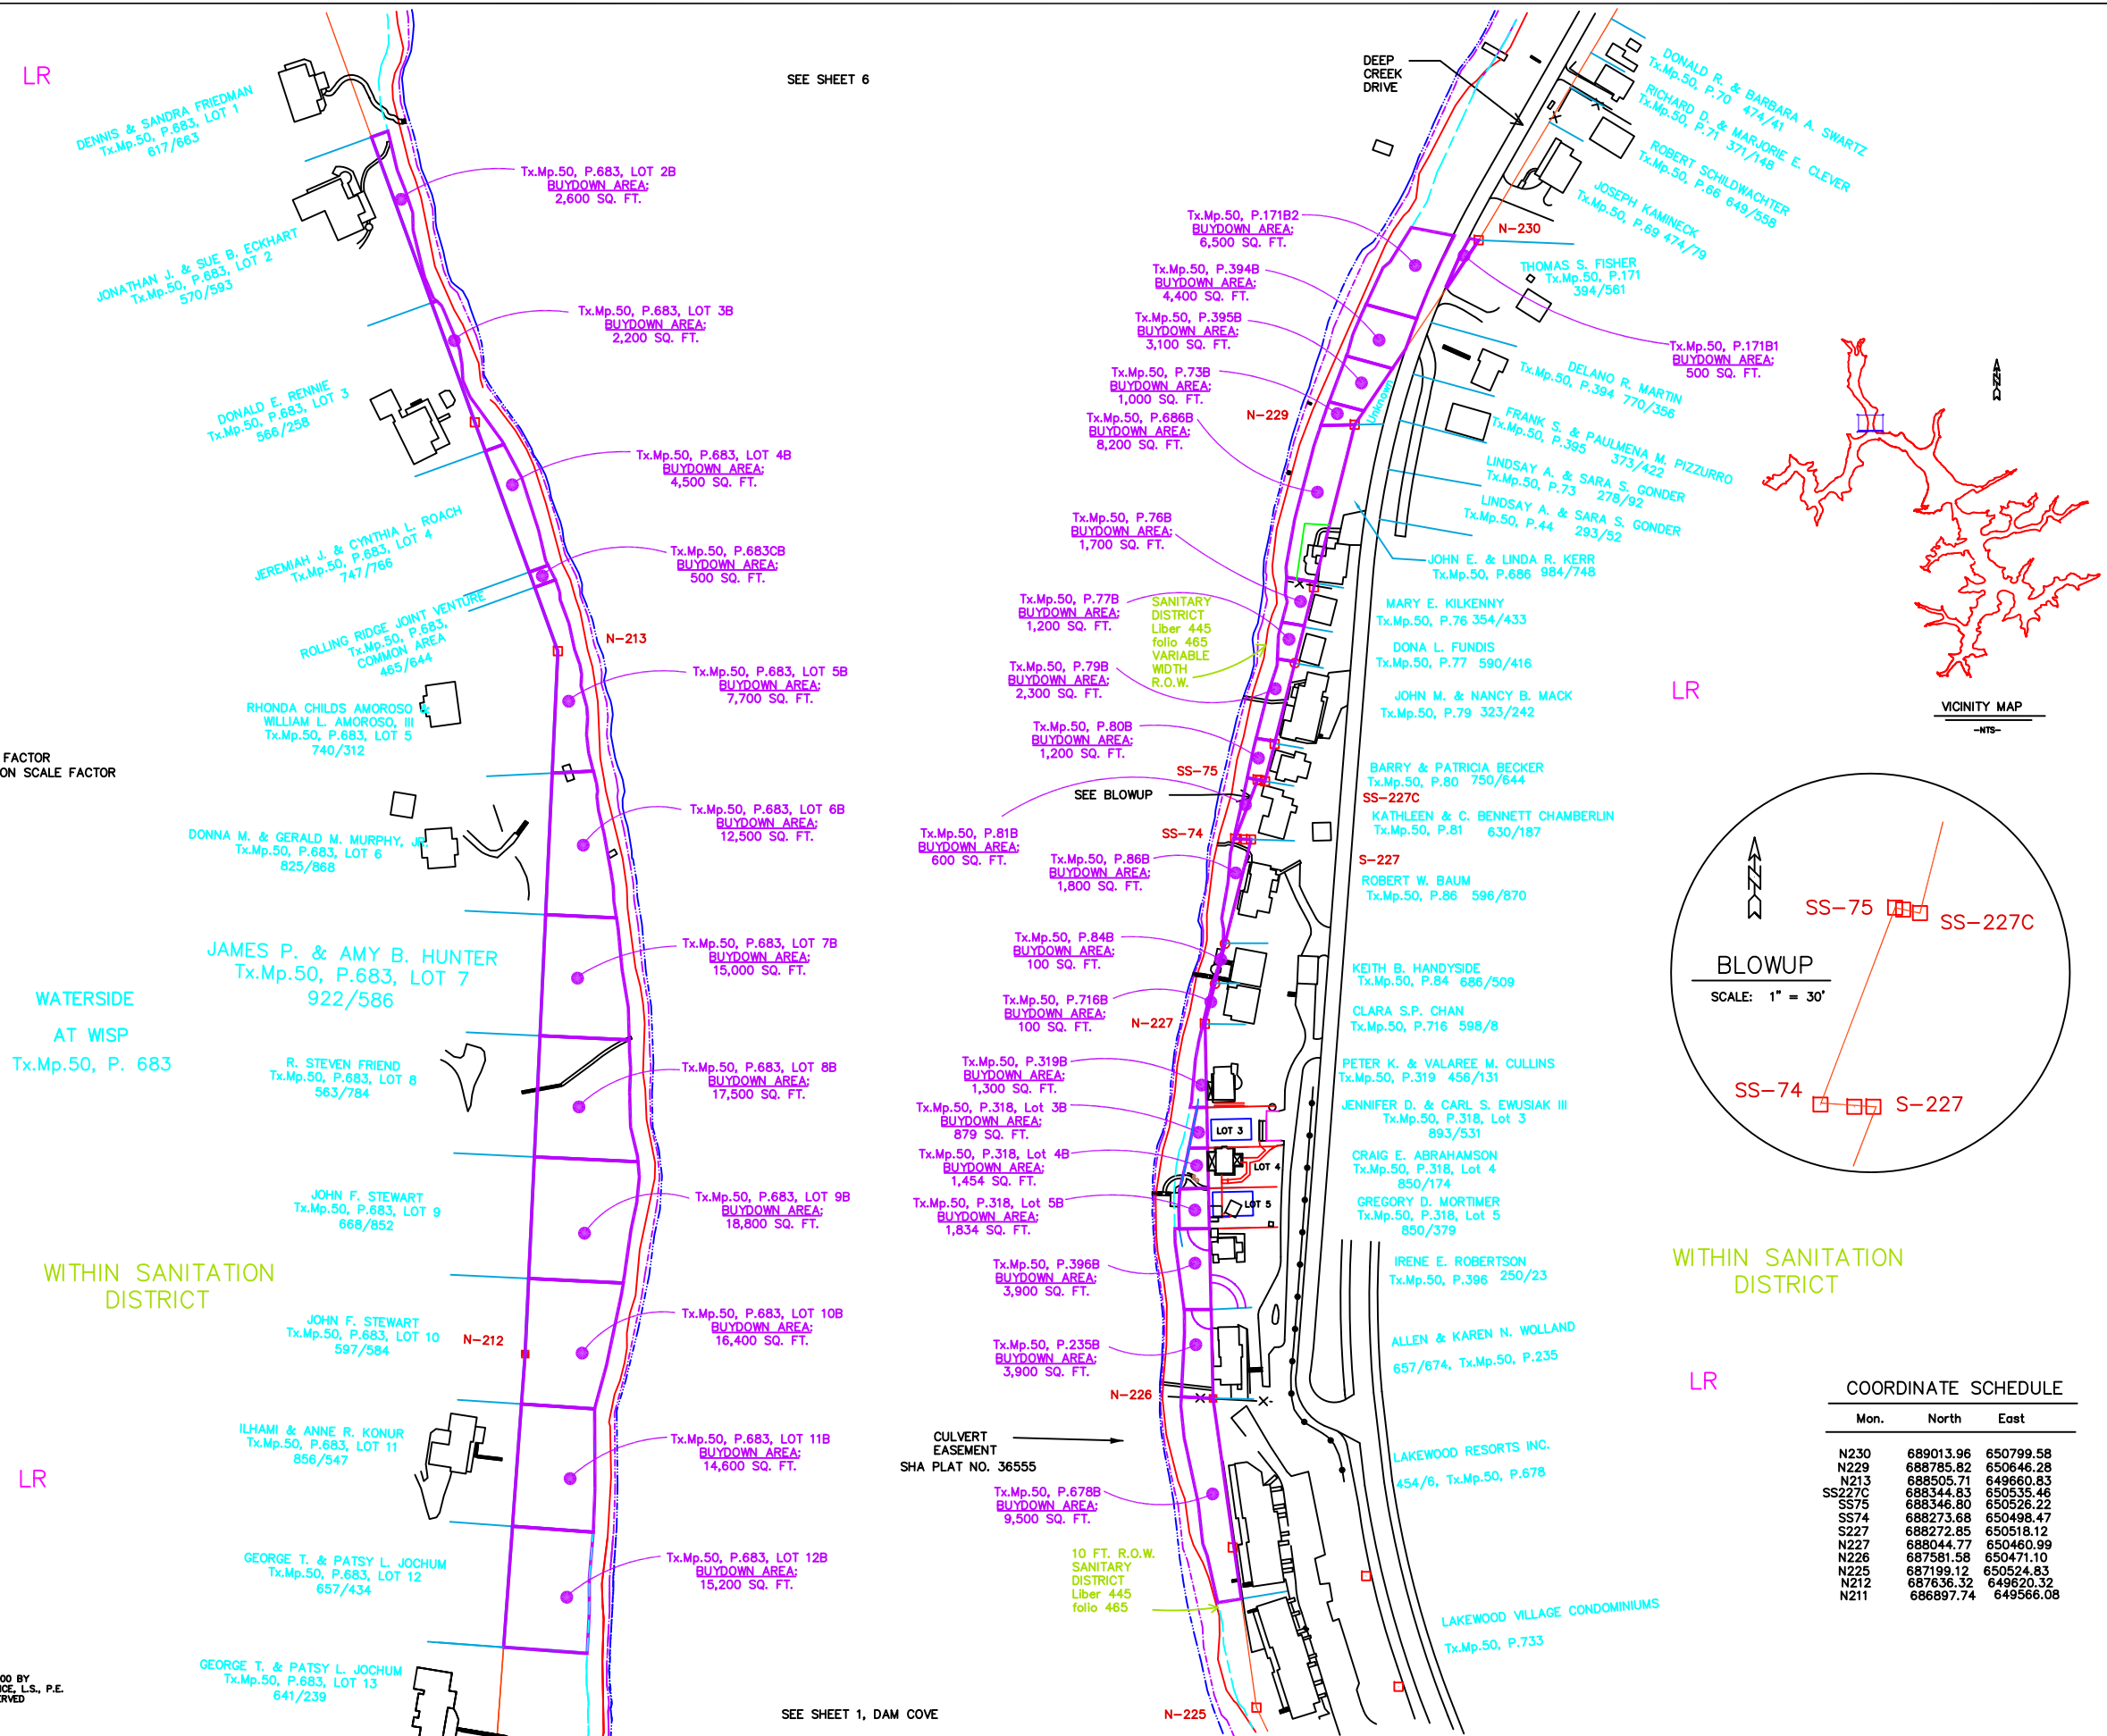 LR
SEE SHEET 6
DENNIS & SANDRA FRIEDMAN
Tx.Mp.50, P.683, LOT 1
617/663
JONATHAN J. & SUE B. ECKHART
Tx.Mp.50, P.683, LOT 2
570/593
DONALD E. RENNIE
Tx.Mp.50, P.683, LOT 3
566/258
JEREMIAH J. & CYNTHIA L. ROACH
Tx.Mp.50, P.683, LOT 4
747/766
ROLLING RIDGE JOINT VENTURE
Tx.Mp.50, P.683,
COMMON AREA
465/644
RHONDA CHILDS AMOROSO &
WILLIAM L. AMOROSO, III
Tx.Mp.50, P.683, LOT 5
740/312
FACTOR
ON SCALE FACTOR
DONNA M. & GERALD M. MURPHY, JR.
Tx.Mp.50, P.683, LOT 6
825/868
JAMES P. & AMY B. HUNTER
Tx.Mp.50, P.683, LOT 7
922/586
WATERSIDE
AT WISP
Tx.Mp.50, P. 683
R. STEVEN FRIEND
Tx.Mp.50, P.683, LOT 8
563/784
JOHN F. STEWART
Tx.Mp.50, P.683, LOT 9
668/852
WITHIN SANITATION
DISTRICT
JOHN F. STEWART
Tx.Mp.50, P.683, LOT 10
597/584
N-212
ILHAMI & ANNE R. KONUR
Tx.Mp.50, P.683, LOT 11
856/547
LR
GEORGE T. & PATSY L. JOCHUM
Tx.Mp.50, P.683, LOT 12
657/434
GEORGE T. & PATSY L. JOCHUM
Tx.Mp.50, P.683, LOT 13
641/239
00 BY
ICE, L.S., P.E.
ERVED
Tx.Mp.50, P.683, LOT 2B
BUYDOWN AREA:
2,600 SQ. FT.
Tx.Mp.50, P.683, LOT 3B
BUYDOWN AREA:
2,200 SQ. FT.
Tx.Mp.50, P.683, LOT 4B
BUYDOWN AREA:
4,500 SQ. FT.
Tx.Mp.50, P.683CB
BUYDOWN AREA:
500 SQ. FT.
N-213
Tx.Mp.50, P.683, LOT 5B
BUYDOWN AREA:
7,700 SQ. FT.
Tx.Mp.50, P.683, LOT 6B
BUYDOWN AREA:
12,500 SQ. FT.
Tx.Mp.50, P.683, LOT 7B
BUYDOWN AREA:
15,000 SQ. FT.
Tx.Mp.50, P.683, LOT 8B
BUYDOWN AREA:
17,500 SQ. FT.
Tx.Mp.50, P.683, LOT 9B
BUYDOWN AREA:
18,800 SQ. FT.
Tx.Mp.50, P.683, LOT 10B
BUYDOWN AREA:
16,400 SQ. FT.
Tx.Mp.50, P.683, LOT 11B
BUYDOWN AREA:
14,600 SQ. FT.
Tx.Mp.50, P.683, LOT 12B
BUYDOWN AREA:
15,200 SQ. FT.
SEE SHEET 1, DAM COVE
DEEP
CREEK
DRIVE
Tx.Mp.50, P.171B2
BUYDOWN AREA:
6,500 SQ. FT.
Tx.Mp.50, P.394B
BUYDOWN AREA:
4,400 SQ. FT.
Tx.Mp.50, P.395B
BUYDOWN AREA:
3,100 SQ. FT.
Tx.Mp.50, P.73B
BUYDOWN AREA:
1,000 SQ. FT.
N-229
Unknown
Tx.Mp.50, P.686B
BUYDOWN AREA:
8,200 SQ. FT.
Tx.Mp.50, P.76B
BUYDOWN AREA:
1,700 SQ. FT.
Tx.Mp.50, P.77B
BUYDOWN AREA:
1,200 SQ. FT.
SANITARY
DISTRICT
Liber 445
folio 465
VARIABLE
WIDTH
R.O.W.
Tx.Mp.50, P.79B
BUYDOWN AREA:
2,300 SQ. FT.
Tx.Mp.50, P.80B
BUYDOWN AREA:
1,200 SQ. FT.
SS-75
SEE BLOWUP
SS-74
Tx.Mp.50, P.81B
BUYDOWN AREA:
600 SQ. FT.
Tx.Mp.50, P.86B
BUYDOWN AREA:
1,800 SQ. FT.
Tx.Mp.50, P.84B
BUYDOWN AREA:
100 SQ. FT.
Tx.Mp.50, P.716B
BUYDOWN AREA:
100 SQ. FT.
N-227
Tx.Mp.50, P.319B
BUYDOWN AREA:
1,300 SQ. FT.
Tx.Mp.50, P.318, Lot 3B
BUYDOWN AREA:
879 SQ. FT.
Tx.Mp.50, P.318, Lot 4B
BUYDOWN AREA:
1,454 SQ. FT.
Tx.Mp.50, P.318, Lot 5B
BUYDOWN AREA:
1,834 SQ. FT.
LOT 3
LOT 4
LOT 5
Tx.Mp.50, P.396B
BUYDOWN AREA:
3,900 SQ. FT.
Tx.Mp.50, P.235B
BUYDOWN AREA:
3,900 SQ. FT.
N-226
CULVERT
EASEMENT
SHA PLAT NO. 36555
Tx.Mp.50, P.678B
BUYDOWN AREA:
9,500 SQ. FT.
10 FT. R.O.W.
SANITARY
DISTRICT
Liber 445
folio 465
N-225
DONALD R. & BARBARA A. SWARTZ
Tx.Mp.50, P.70 474/41
RICHARD D. & MARJORIE E. CLEVER
Tx.Mp.50, P.71 371/148
ROBERT SCHILDWACHTER
Tx.Mp.50, P.66 649/558
JOSEPH KAMINECK
Tx.Mp.50, P.69 474/79
N-230
THOMAS S. FISHER
Tx.Mp.50, P.171
394/561
Tx.Mp.50, P.171B1
BUYDOWN AREA:
500 SQ. FT.
DELANO R. MARTIN
Tx.Mp.50, P.394 770/356
FRANK S. & PAULMENA M. PIZZURRO
Tx.Mp.50, P.395 373/422
LINDSAY A. & SARA S. GONDER
Tx.Mp.50, P.73 278/92
LINDSAY A. & SARA S. GONDER
Tx.Mp.50, P.44 293/52
JOHN E. & LINDA R. KERR
Tx.Mp.50, P.686 984/748
MARY E. KILKENNY
Tx.Mp.50, P.76 354/433
DONA L. FUNDIS
Tx.Mp.50, P.77 590/416
JOHN M. & NANCY B. MACK
Tx.Mp.50, P.79 323/242
BARRY & PATRICIA BECKER
Tx.Mp.50, P.80 750/644
SS-227C
KATHLEEN & C. BENNETT CHAMBERLIN
Tx.Mp.50, P.81 630/187
S-227
ROBERT W. BAUM
Tx.Mp.50, P.86 596/870
KEITH B. HANDYSIDE
Tx.Mp.50, P.84 686/509
CLARA S.P. CHAN
Tx.Mp.50, P.716 598/8
PETER K. & VALAREE M. CULLINS
Tx.Mp.50, P.319 456/131
JENNIFER D. & CARL S. EWUSIAK III
Tx.Mp.50, P.318, Lot 3
893/531
CRAIG E. ABRAHAMSON
Tx.Mp.50, P.318, Lot 4
850/174
GREGORY D. MORTIMER
Tx.Mp.50, P.318, Lot 5
850/379
IRENE E. ROBERTSON
Tx.Mp.50, P.396 250/23
ALLEN & KAREN N. WOLLAND
657/674, Tx.Mp.50, P.235
LAKEWOOD RESORTS INC.
454/6, Tx.Mp.50, P.678
LAKEWOOD VILLAGE CONDOMINIUMS
Tx.Mp.50, P.733
LR
VICINITY MAP
-NTS-
SS-75
SS-227C
BLOWUP
SCALE: 1" = 30'
SS-74
S-227
WITHIN SANITATION
DISTRICT
LR
COORDINATE SCHEDULE
Mon. North East
N230 689013.96 650799.58
N229 688785.82 650646.28
N213 688505.71 649660.83
SS227C 688344.83 650535.46
SS75 688346.80 650526.22
SS74 688273.68 650498.47
S227 688272.85 650518.12
N227 688044.77 650460.99
N226 687581.58 650471.10
N225 687199.12 650524.83
N212 687636.32 649620.32
N211 686897.74 649566.08